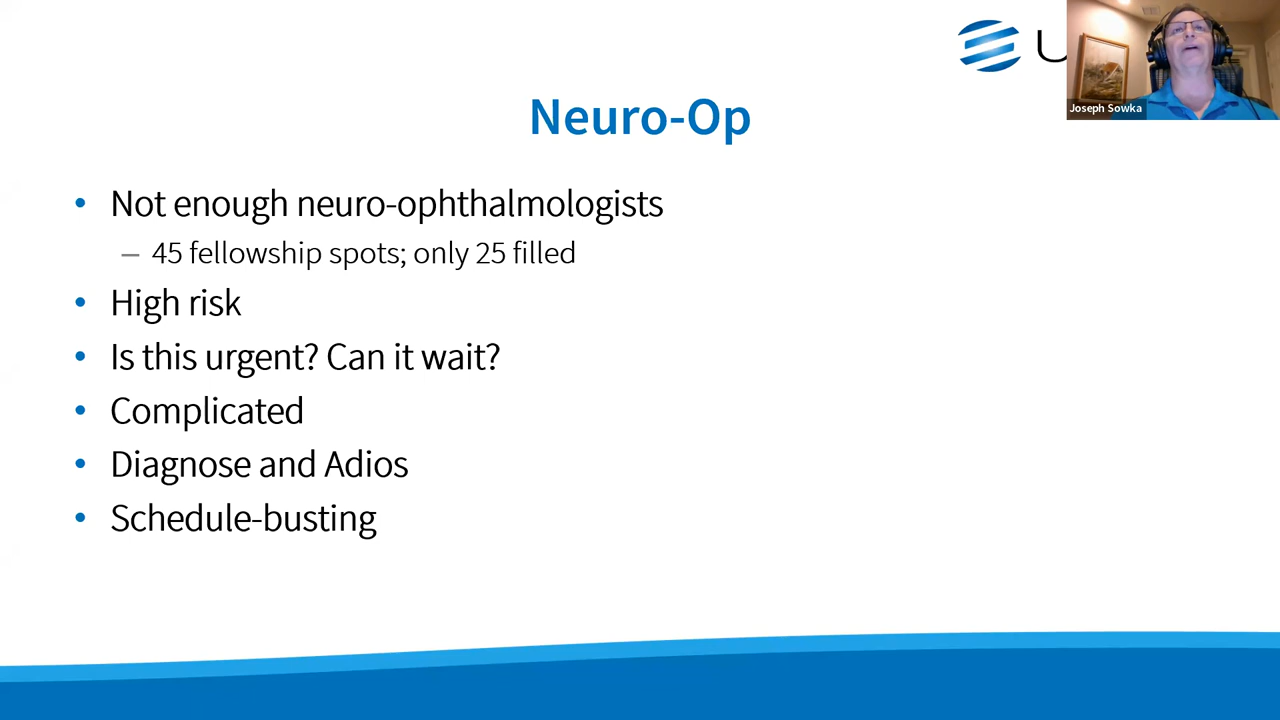 U
Joseph Sowka
Neuro-Op
• Not enough neuro-ophthalmologists
– 45 fellowship spots; only 25 filled
• High risk
• Is this urgent? Can it wait?
• Complicated
• Diagnose and Adios
• Schedule-busting